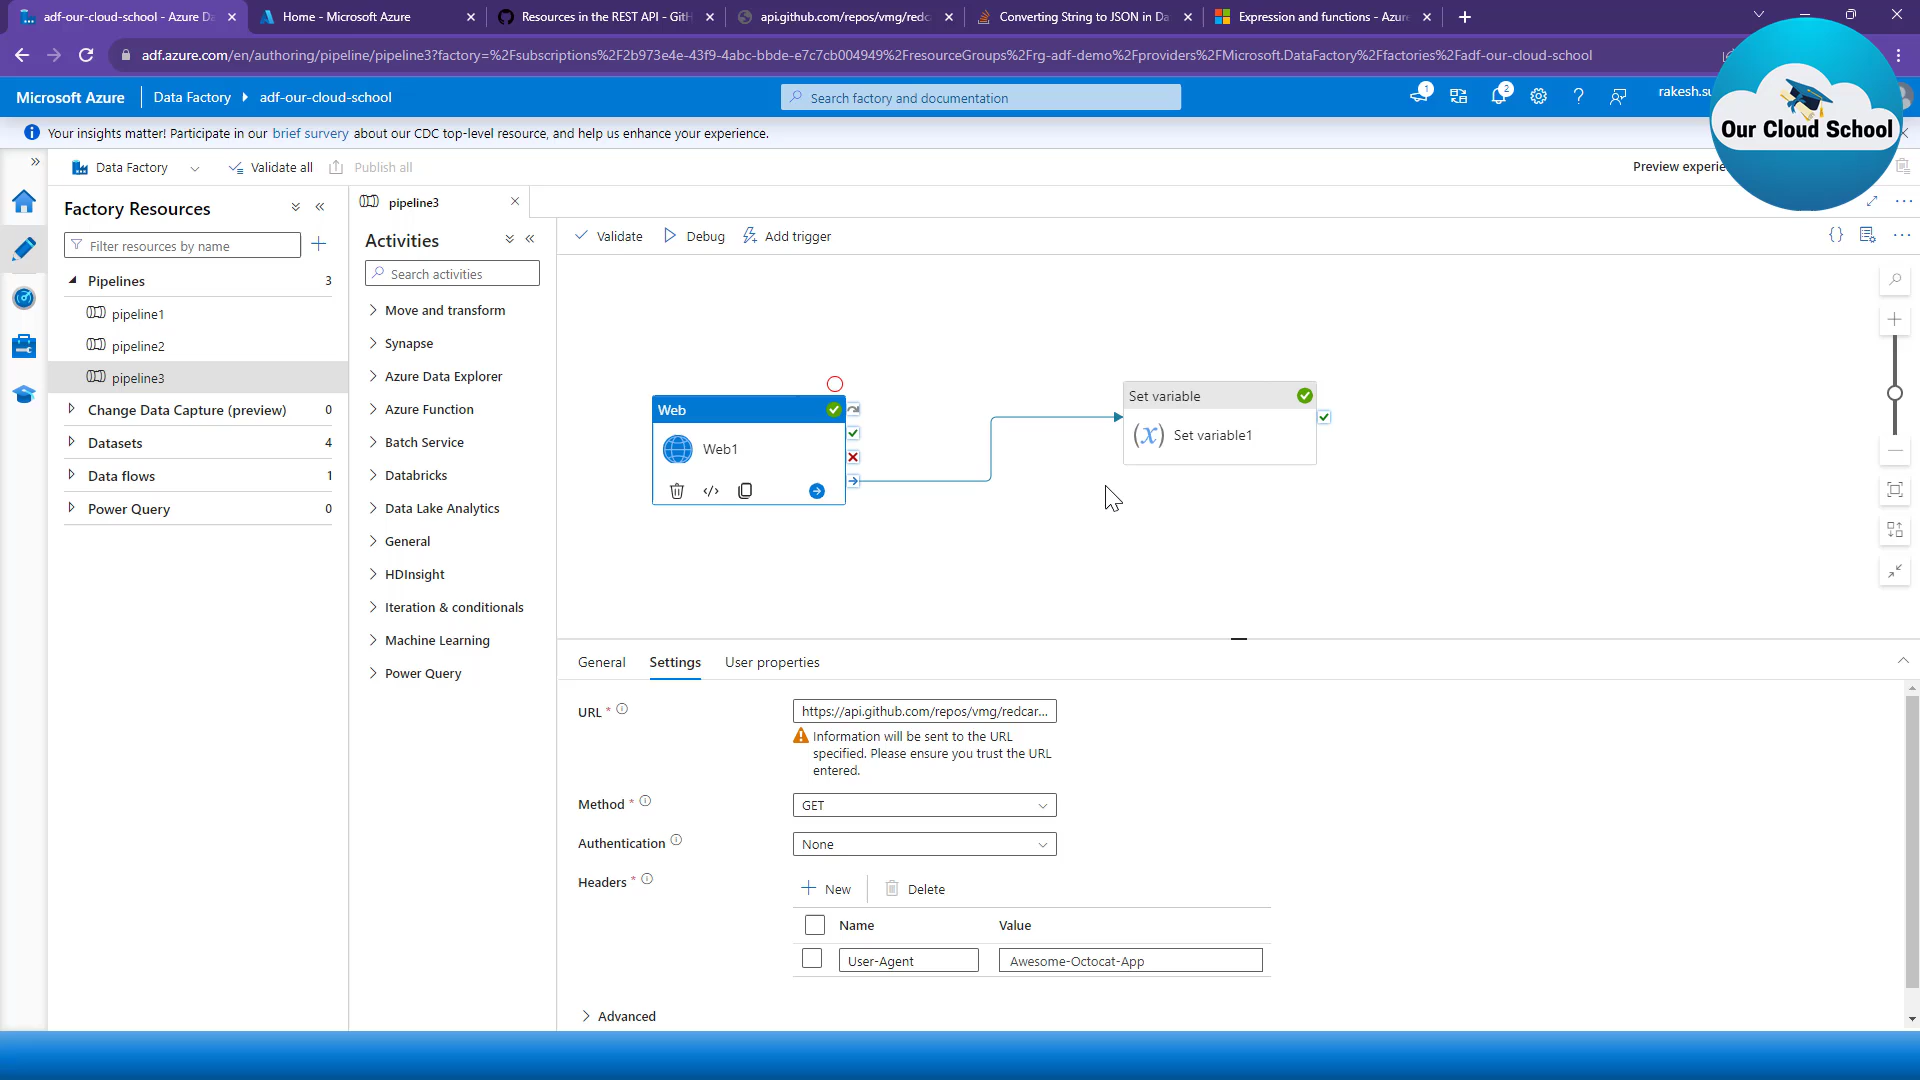 adf-our-cloud-school - Azure Da
Home - Microsoft Azure
Resources in the REST API - GitH
api.github.com/repos/vmg/redc
Converting String to JSON in Da
Expression and functions - Azure
adf.azure.com/en/authoring/pipeline/pipeline3?factory=%2Fsubscriptions%2F2b973e4e-43f9-4abc-bbde-e7c7cb004949%2FresourceGroups%2Frg-adf-demo%2Fproviders%2FMicrosoft.DataFactory%2Ffactories%2Fadf-our-cloud-school
Microsoft Azure
Data Factory
adf-our-cloud-school
Search factory and documentation
1
2
rakesh.su
Our Cloud School
Your insights matter! Participate in our brief survey about our CDC top-level resource, and help us enhance your experience.
Data Factory
Validate all
Publish all
Preview experie
Factory Resources
Filter resources by name
Pipelines 3
pipeline1
pipeline2
pipeline3
Change Data Capture (preview) 0
Datasets 4
Data flows 1
Power Query 0
pipeline3
Activities
Search activities
Move and transform
Synapse
Azure Data Explorer
Azure Function
Batch Service
Databricks
Data Lake Analytics
General
HDInsight
Iteration & conditionals
Machine Learning
Power Query
Validate
Debug
Add trigger
{}
Web
Web1
</>
Set variable
(x) Set variable1
General
Settings
User properties
URL *
https://api.github.com/repos/vmg/redcar...
Information will be sent to the URL
specified. Please ensure you trust the URL
entered.
Method *
GET
Authentication
None
Headers *
New
Delete
Name
Value
User-Agent
Awesome-Octocat-App
Advanced